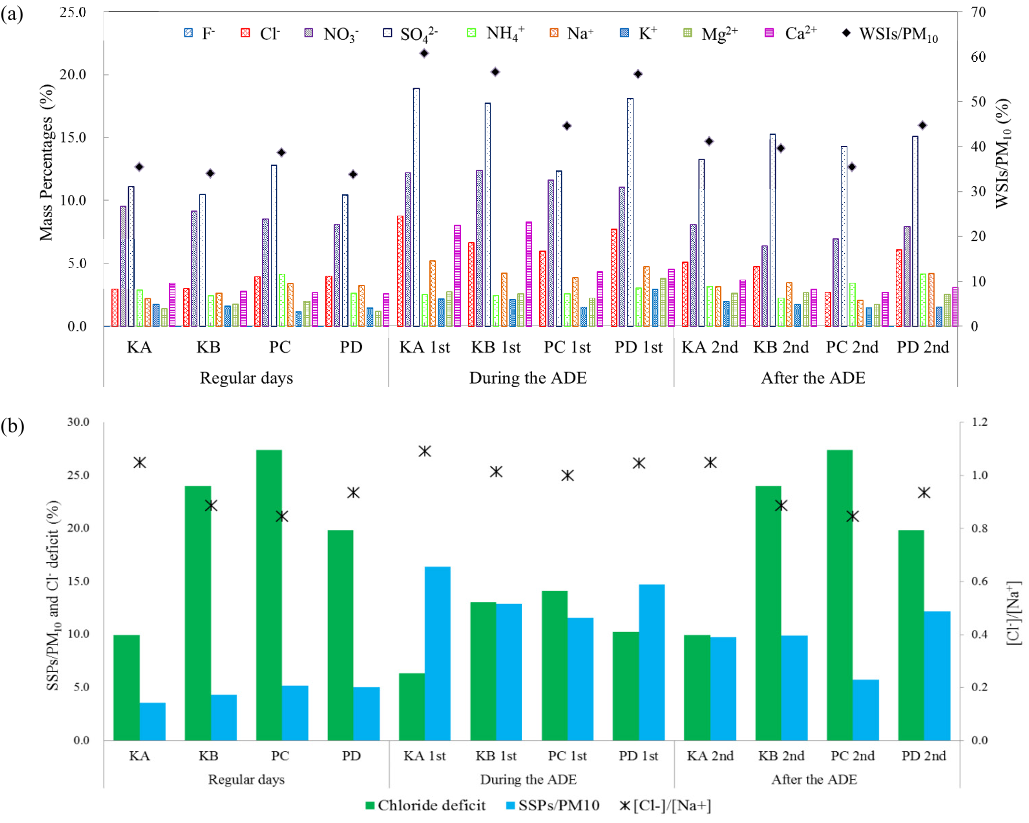 (a)
F⁻ Cl⁻ NO₃⁻ SO₄²⁻ NH₄⁺ Na⁺ K⁺ Mg²⁺ Ca²⁺ WSIs/PM₁₀
Mass Percentages (%)
25.0
20.0
15.0
10.0
5.0
0.0
WSIs/PM₁₀ (%)
70
60
50
40
30
20
10
0
KA KB PC PD KA 1st KB 1st PC 1st PD 1st KA 2nd KB 2nd PC 2nd PD 2nd
Regular days During the ADE After the ADE
(b)
SSPs/PM₁₀ and Cl⁻ deficit (%)
30.0
25.0
20.0
15.0
10.0
5.0
0.0
[Cl⁻]/[Na⁺]
1.2
1.0
0.8
0.6
0.4
0.2
0.0
KA KB PC PD KA 1st KB 1st PC 1st PD 1st KA 2nd KB 2nd PC 2nd PD 2nd
Regular days During the ADE After the ADE
Chloride deficit SSPs/PM10 [Cl-]/[Na+]